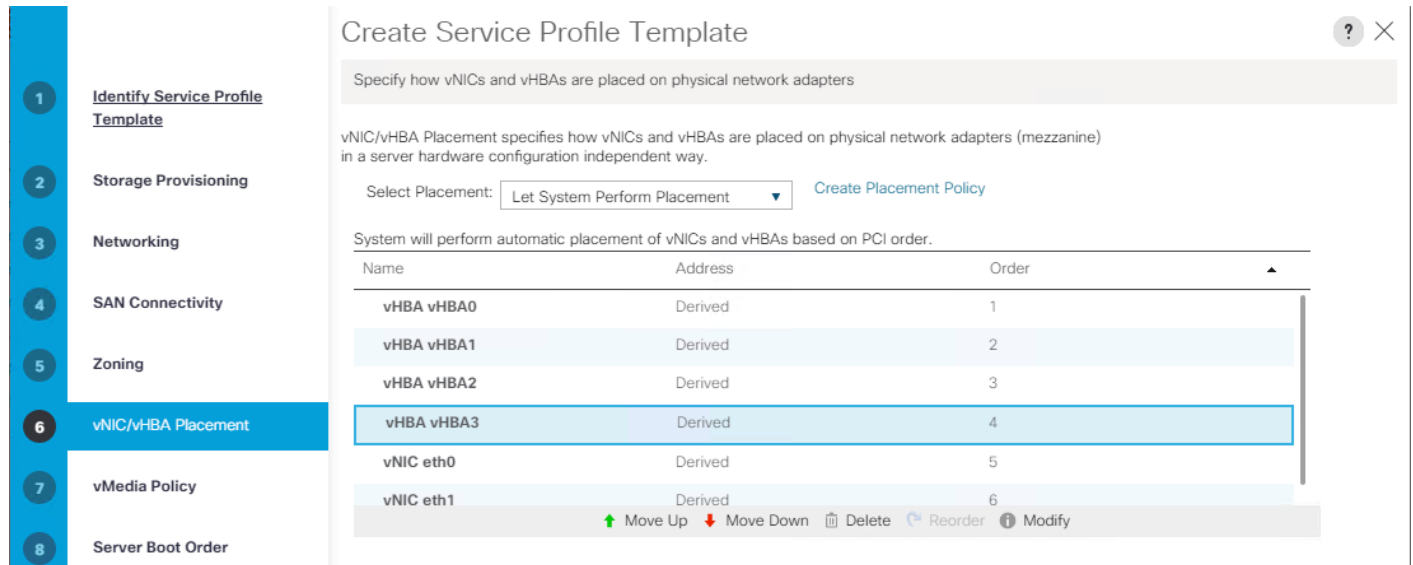 Create Service Profile Template
?
Specify how vNICs and vHBAs are placed on physical network adapters
1
Identify Service Profile
Template
2
Storage Provisioning
3
Networking
4
SAN Connectivity
5
Zoning
6
vNIC/vHBA Placement
7
vMedia Policy
8
Server Boot Order
vNIC/vHBA Placement specifies how vNICs and vHBAs are placed on physical network adapters (mezzanine)
in a server hardware configuration independent way.
Select Placement: Let System Perform Placement Create Placement Policy
System will perform automatic placement of vNICs and vHBAs based on PCI order.
Name Address Order
vHBA vHBA0 Derived 1
vHBA vHBA1 Derived 2
vHBA vHBA2 Derived 3
vHBA vHBA3 Derived 4
vNIC eth0 Derived 5
vNIC eth1 Derived 6
Move Up Move Down Delete Reorder Modify